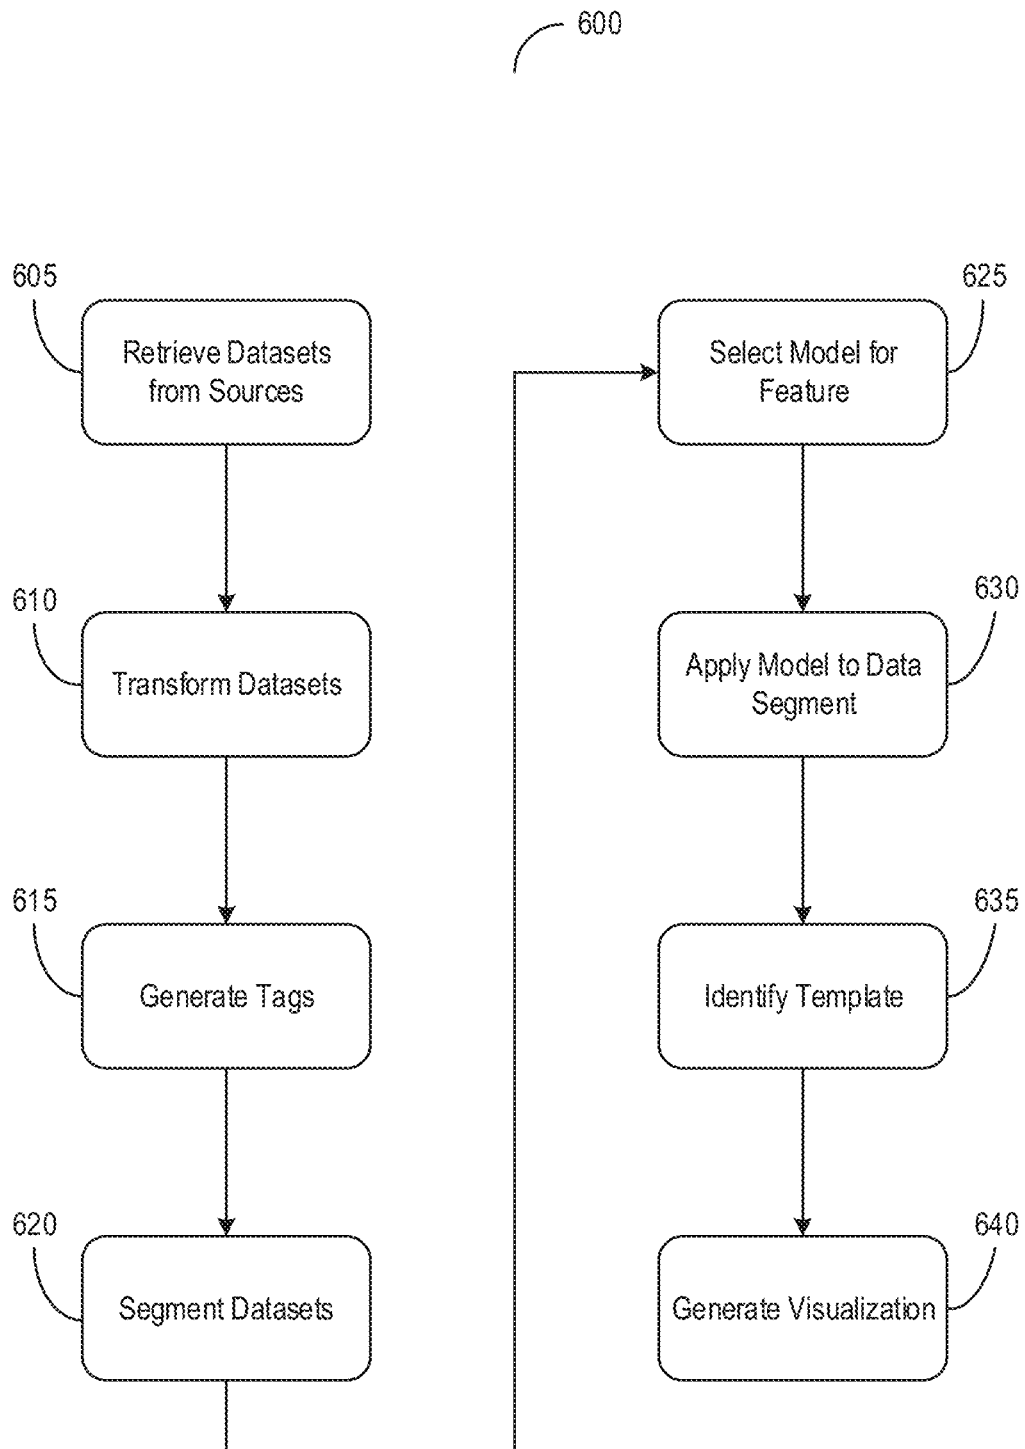 600
605
Retrieve Datasets
from Sources
610
Transform Datasets
615
Generate Tags
620
Segment Datasets
625
Select Model for
Feature
630
Apply Model to Data
Segment
635
Identify Template
640
Generate Visualization